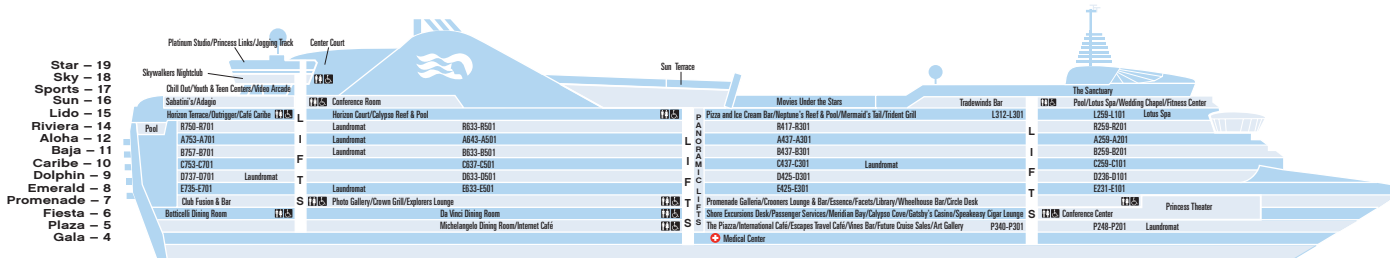 Platinum Studio/Princess Links/Jogging Track
Center Court
Star – 19
Sun Terrace
Sky – 18
Skywalkers Nightclub
Sports – 17
Chill Out/Youth & Teen Centers/Video Arcade
The Sanctuary
Sun – 16
Sabatini's/Adagio
Conference Room
Movies Under the Stars
Tradewinds Bar
Pool/Lotus Spa/Wedding Chapel/Fitness Center
Lido – 15
Horizon Terrace/Outrigger/Café Caribe
Horizon Court/Calypso Reef & Pool
Pizza and Ice Cream Bar/Neptune's Reef & Pool/Mermaid's Tail/Trident Grill
L312-L301
L259-L101
Lotus Spa
Riviera – 14
Pool
R750-R701
Laundromat
R633-R501
R417-R301
R259-R201
Aloha – 12
A753-A701
Laundromat
A643-A501
A437-A301
A259-A201
Baja – 11
B757-B701
Laundromat
B633-B501
B437-B301
B259-B201
Caribe – 10
C753-C701
C637-C501
C437-C301
Laundromat
C259-C101
Dolphin – 9
D737-D701
Laundromat
D633-D501
D425-D301
D236-D101
Emerald – 8
E735-E701
Laundromat
E633-E501
E425-E301
E231-E101
Promenade – 7
Club Fusion & Bar
Photo Gallery/Crown Grill/Explorers Lounge
Promenade Galleria/Crooners Lounge & Bar/Essence/Facets/Library/Wheelhouse Bar/Circle Desk
Princess Theater
Fiesta – 6
Botticelli Dining Room
Da Vinci Dining Room
Shore Excursions Desk/Passenger Services/Meridian Bay/Calypso Cove/Gatsby's Casino/Speakeasy Cigar Lounge
Conference Center
Plaza – 5
Michelangelo Dining Room/Internet Café
The Piazza/International Café/Escapes Travel Café/Vines Bar/Future Cruise Sales/Art Gallery
P340-P301
P248-P201
Laundromat
Gala – 4
Medical Center
LIFTS
LIFTS
PANORAMIC LIFTS
LIFTS